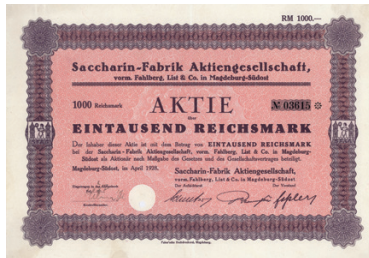 RM 1000.—
Saccharin-Fabrik Aktiengesellschaft,
vorm. Fahlberg, List & Co. in Magdeburg-Südost
1000 Reichsmark
AKTIE
№ 03615
über
EINTAUSEND REICHSMARK
Der Inhaber dieser Aktie ist mit dem Betrag von EINTAUSEND REICHSMARK
bei der Saccharin-Fabrik Aktiengesellschaft, vorm. Fahlberg, List & Co. in Magdeburg-
Südost als Aktionär nach Maßgabe des Gesetzes und des Gesellschaftsvertrages beteiligt.
Magdeburg-Südost, im April 1928.
Saccharin-Fabrik Aktiengesellschaft,
vorm. Fahlberg, List & Co. in Magdeburg-Südost
Der Aufsichtsrat
Der Vorstand